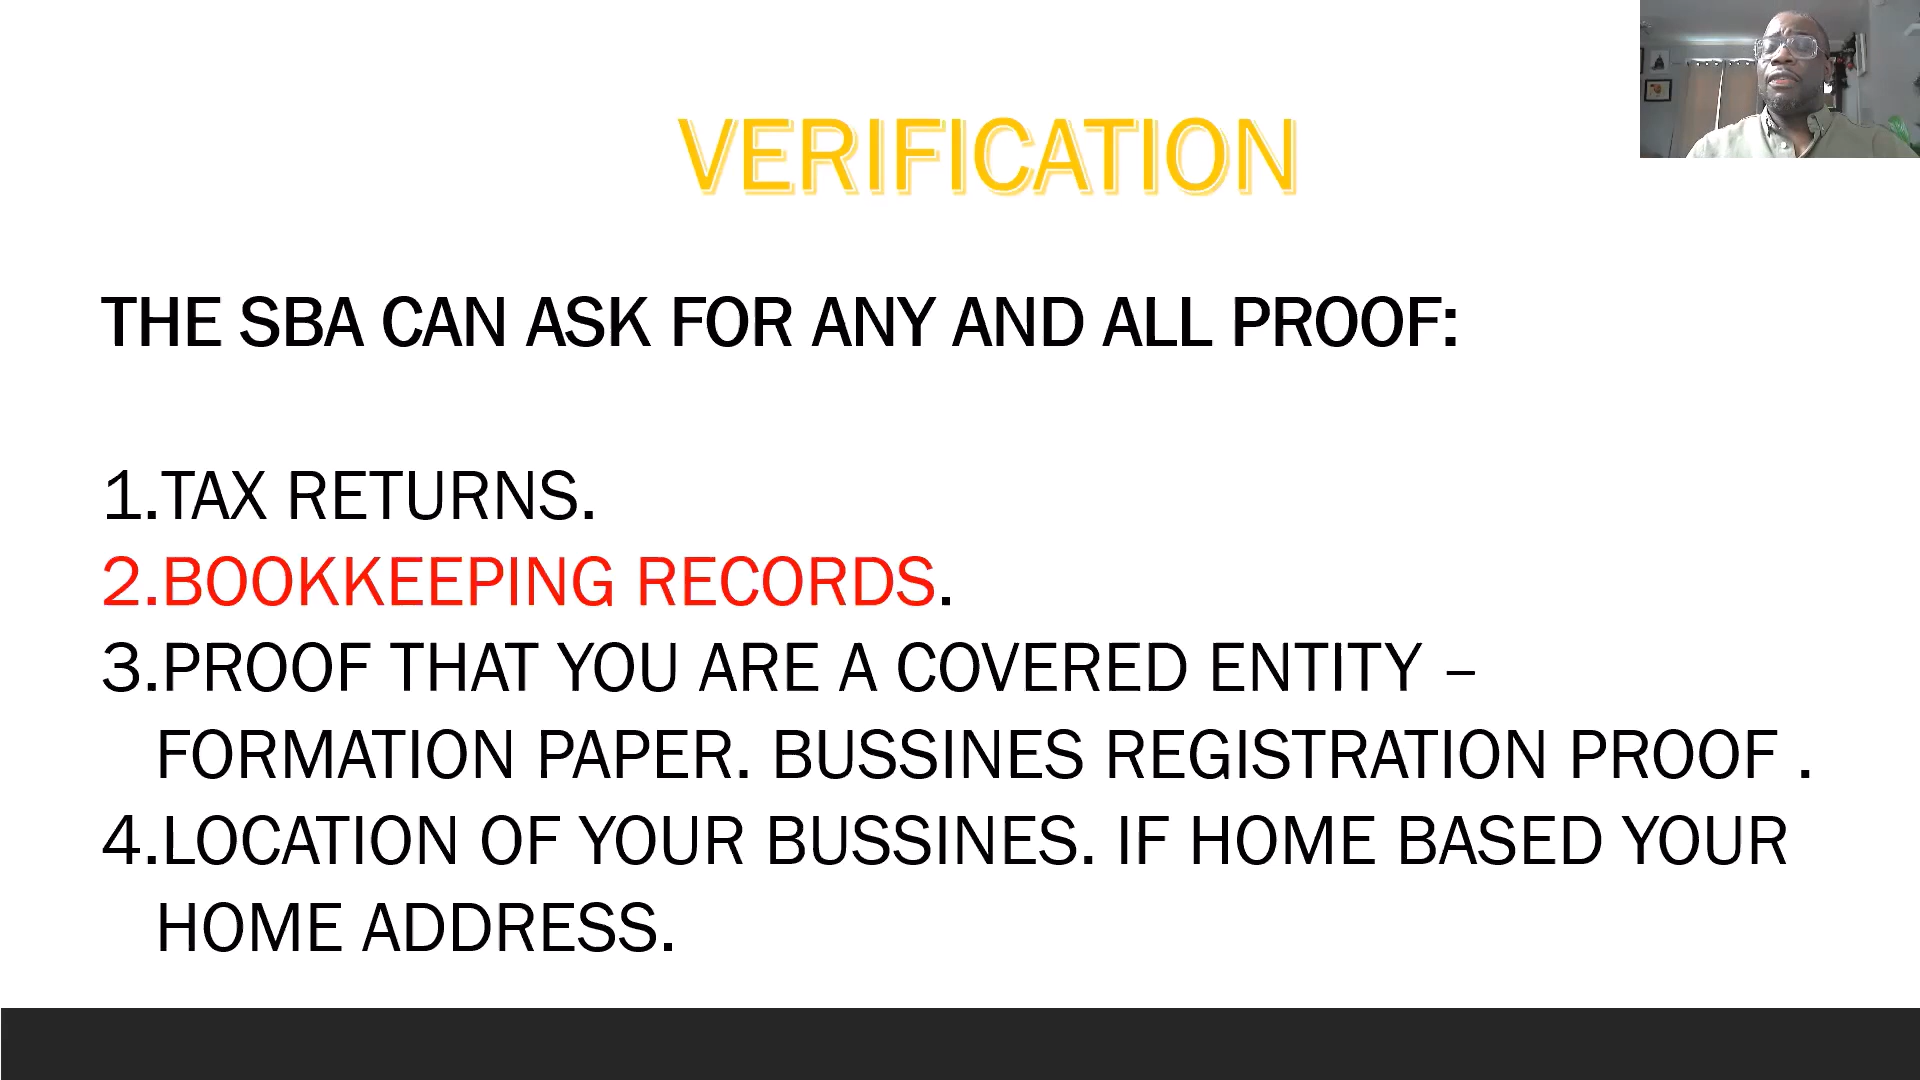 VERIFICATION
THE SBA CAN ASK FOR ANY AND ALL PROOF:
1.TAX RETURNS.
2.BOOKKEEPING RECORDS.
3.PROOF THAT YOU ARE A COVERED ENTITY –
FORMATION PAPER. BUSSINES REGISTRATION PROOF .
4.LOCATION OF YOUR BUSSINES. IF HOME BASED YOUR
HOME ADDRESS.